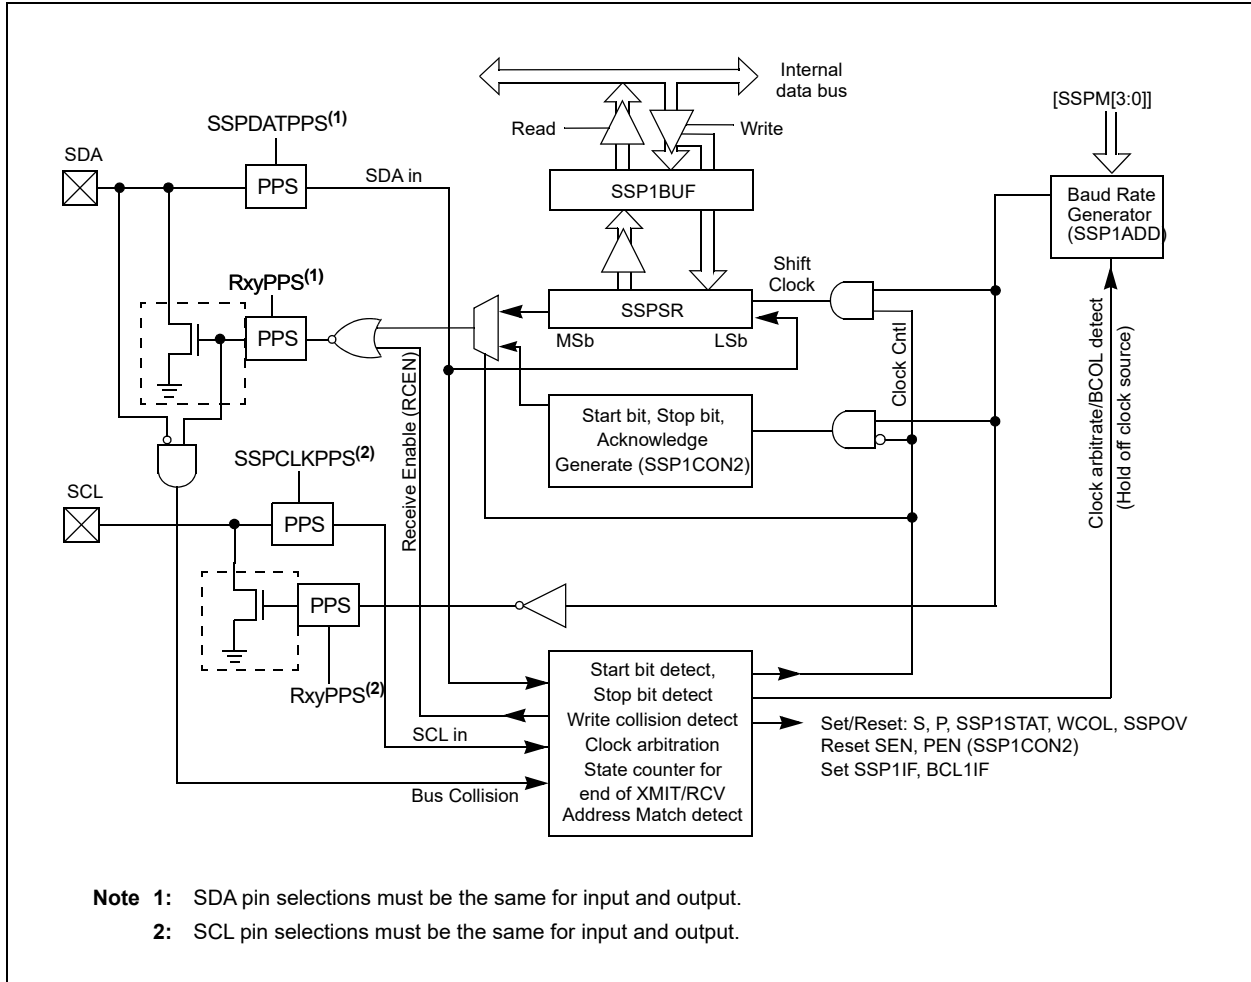 Internal
data bus
[SSPM[3:0]]
SSPDATPPS(1)
Read
Write
SDA
PPS
SDA in
SSP1BUF
Baud Rate
Generator
(SSP1ADD)
RxyPPS(1)
Shift
Clock
PPS
SSPSR
MSb
LSb
Clock Cntl
Clock arbitrate/BCOL detect
(Hold off clock source)
Receive Enable (RCEN)
Start bit, Stop bit,
Acknowledge
Generate (SSP1CON2)
SSPCLKPPS(2)
SCL
PPS
PPS
RxyPPS(2)
Start bit detect,
Stop bit detect
Write collision detect
Clock arbitration
State counter for
end of XMIT/RCV
Address Match detect
SCL in
Bus Collision
Set/Reset: S, P, SSP1STAT, WCOL, SSPOV
Reset SEN, PEN (SSP1CON2)
Set SSP1IF, BCL1IF
Note 1: SDA pin selections must be the same for input and output.
2: SCL pin selections must be the same for input and output.